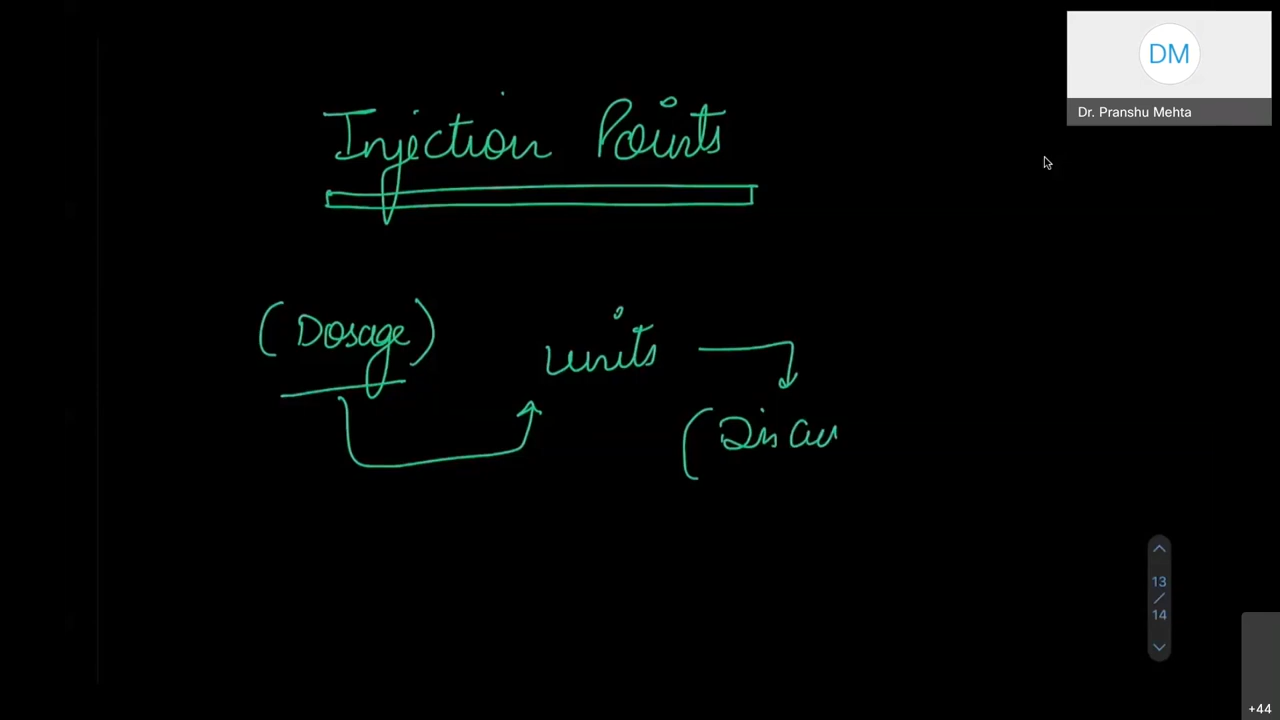 DM
Dr. Pranshu Mehta
Injection Points
(Dosage)
units
13
/
14
+44